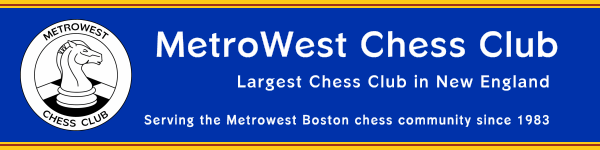 METROWEST
CHESS CLUB
MetroWest Chess Club
Largest Chess Club in New England
Serving the Metrowest Boston chess community since 1983